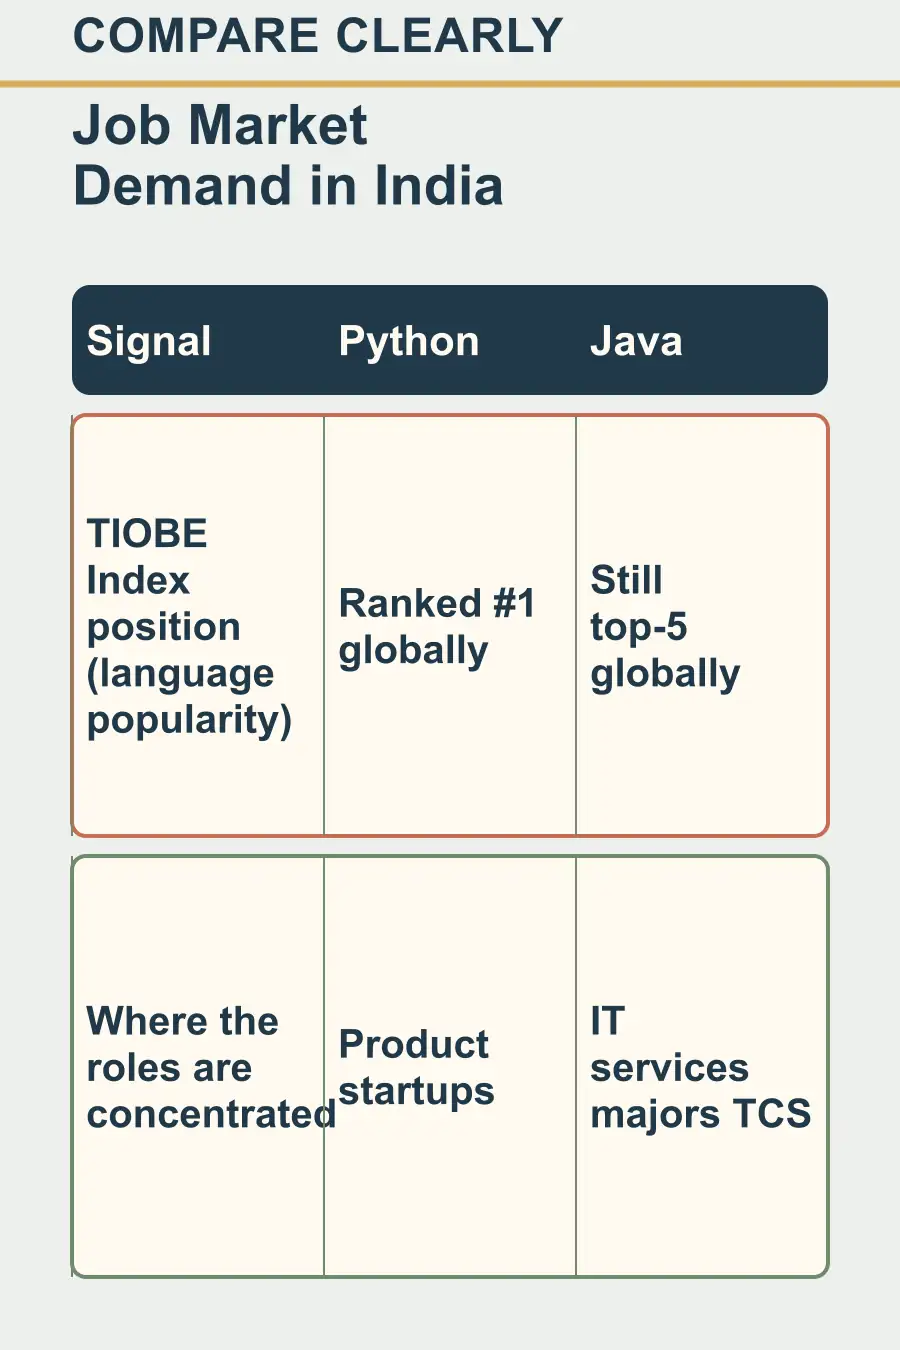 COMPARE CLEARLY
Job Market
Demand in India
Signal
Python
Java
TIOBE
Index
position
(language
popularity)
Ranked #1
globally
Still
top-5
globally
Where the
roles are
concentrated
Product
startups
IT
services
majors TCS